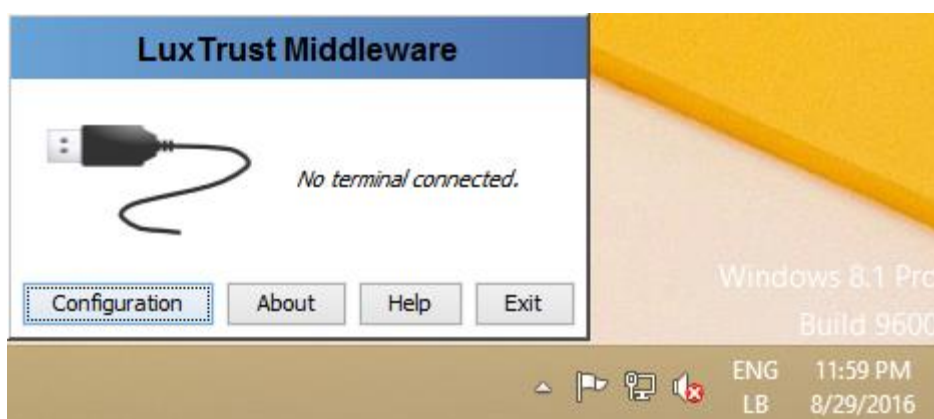 LuxTrust Middleware
No terminal connected.
Configuration About Help Exit
Windows 8.1 Pro
Build 9600
ENG 11:59 PM
LB 8/29/2016